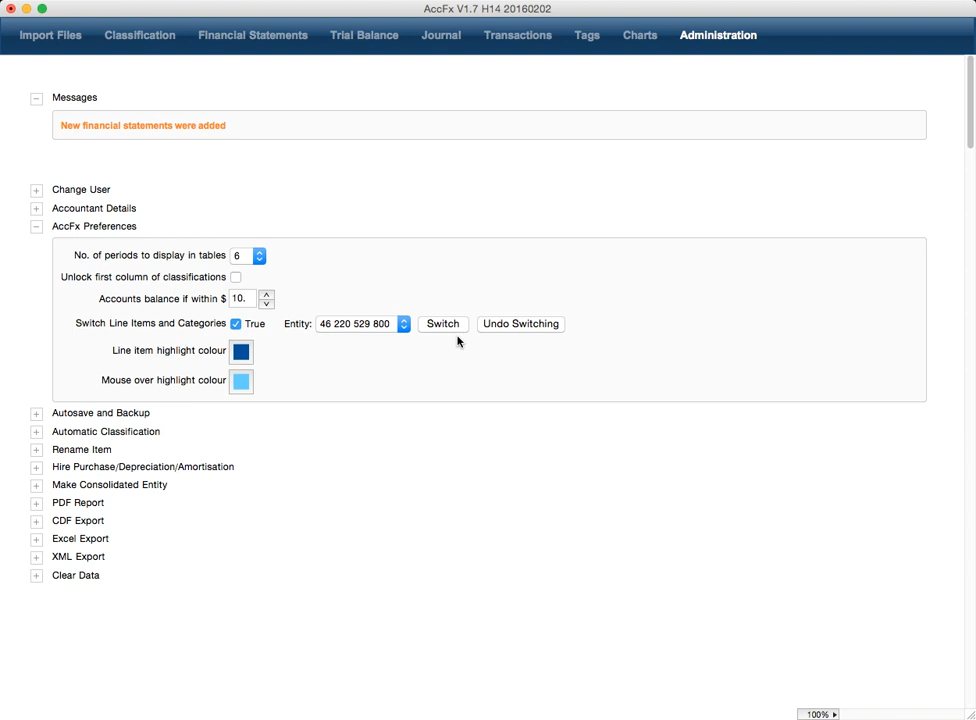 AccFx V1.7 H14 20160202
Import Files Classification Financial Statements Trial Balance Journal Transactions Tags Charts Administration
Messages
New financial statements were added
Change User
Accountant Details
AccFx Preferences
No. of periods to display in tables 6
Unlock first column of classifications
Accounts balance if within $ 10.
Switch Line Items and Categories True Entity: 46 220 529 800 Switch Undo Switching
Line item highlight colour
Mouse over highlight colour
Autosave and Backup
Automatic Classification
Rename Item
Hire Purchase/Depreciation/Amortisation
Make Consolidated Entity
PDF Report
CDF Export
Excel Export
XML Export
Clear Data
100%